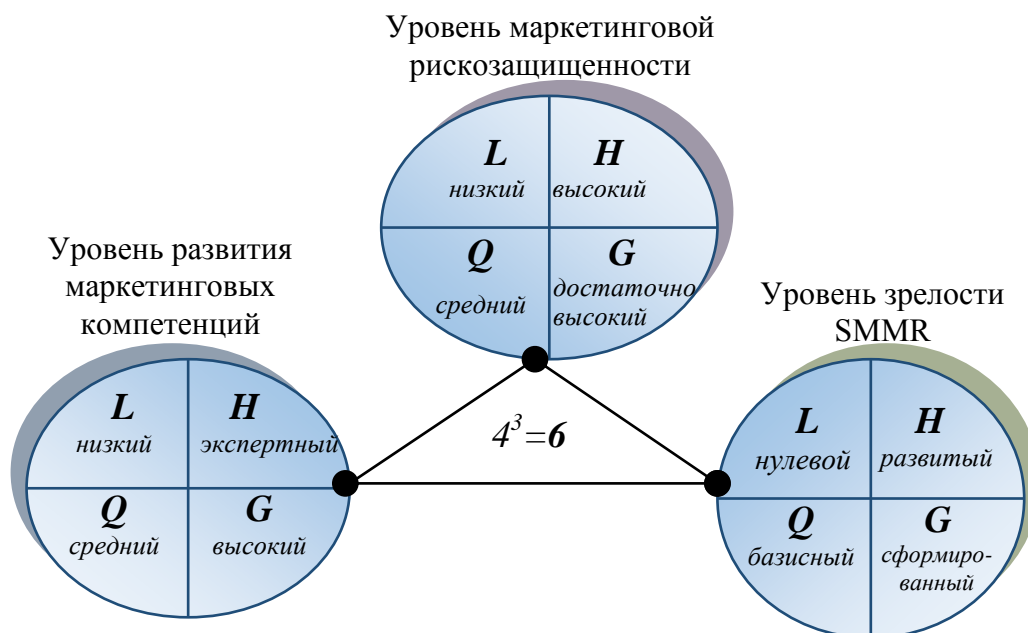 Уровень маркетинговой
рискозащищенности
L
низкий
H
высокий
Q
средний
G
достаточно
высокий
Уровень развития
маркетинговых
компетенций
L
низкий
H
экспертный
Q
средний
G
высокий
4³=6
Уровень зрелости
SMMR
L
нулевой
H
развитый
Q
базисный
G
сформиро-
ванный